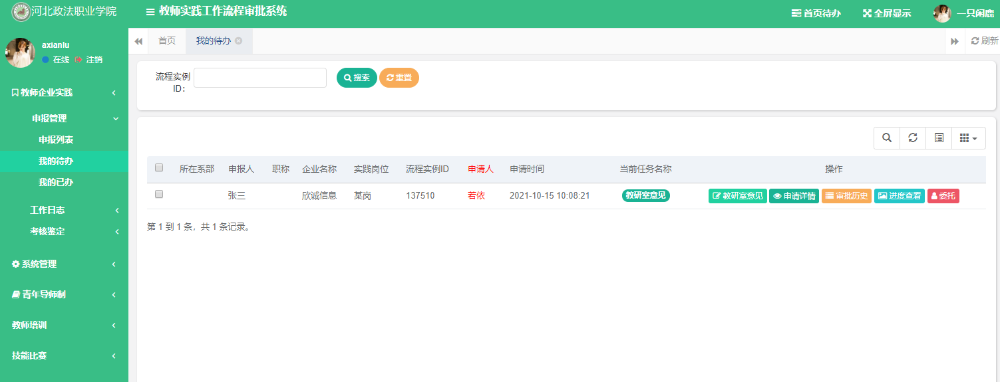 河北政法职业学院
教师实践工作流程审批系统
首页待办
全屏显示
一只闲鹿
axianlu
在线 注销
教师企业实践
申报管理
申报列表
我的待办
我的已办
工作日志
考核鉴定
系统管理
青年导师制
教师培训
技能比赛
首页
我的待办
刷新
流程实例
ID：
搜索
重置
所在系部 申报人 职称 企业名称 实践岗位 流程实例ID 申请人 申请时间 当前任务名称 操作
张三 欣诚信息 某岗 137510 若依 2021-10-15 10:08:21 教研室意见 教研室意见 申请详情 审批历史 进度查看 委托
第 1 到 1 条，共 1 条记录。